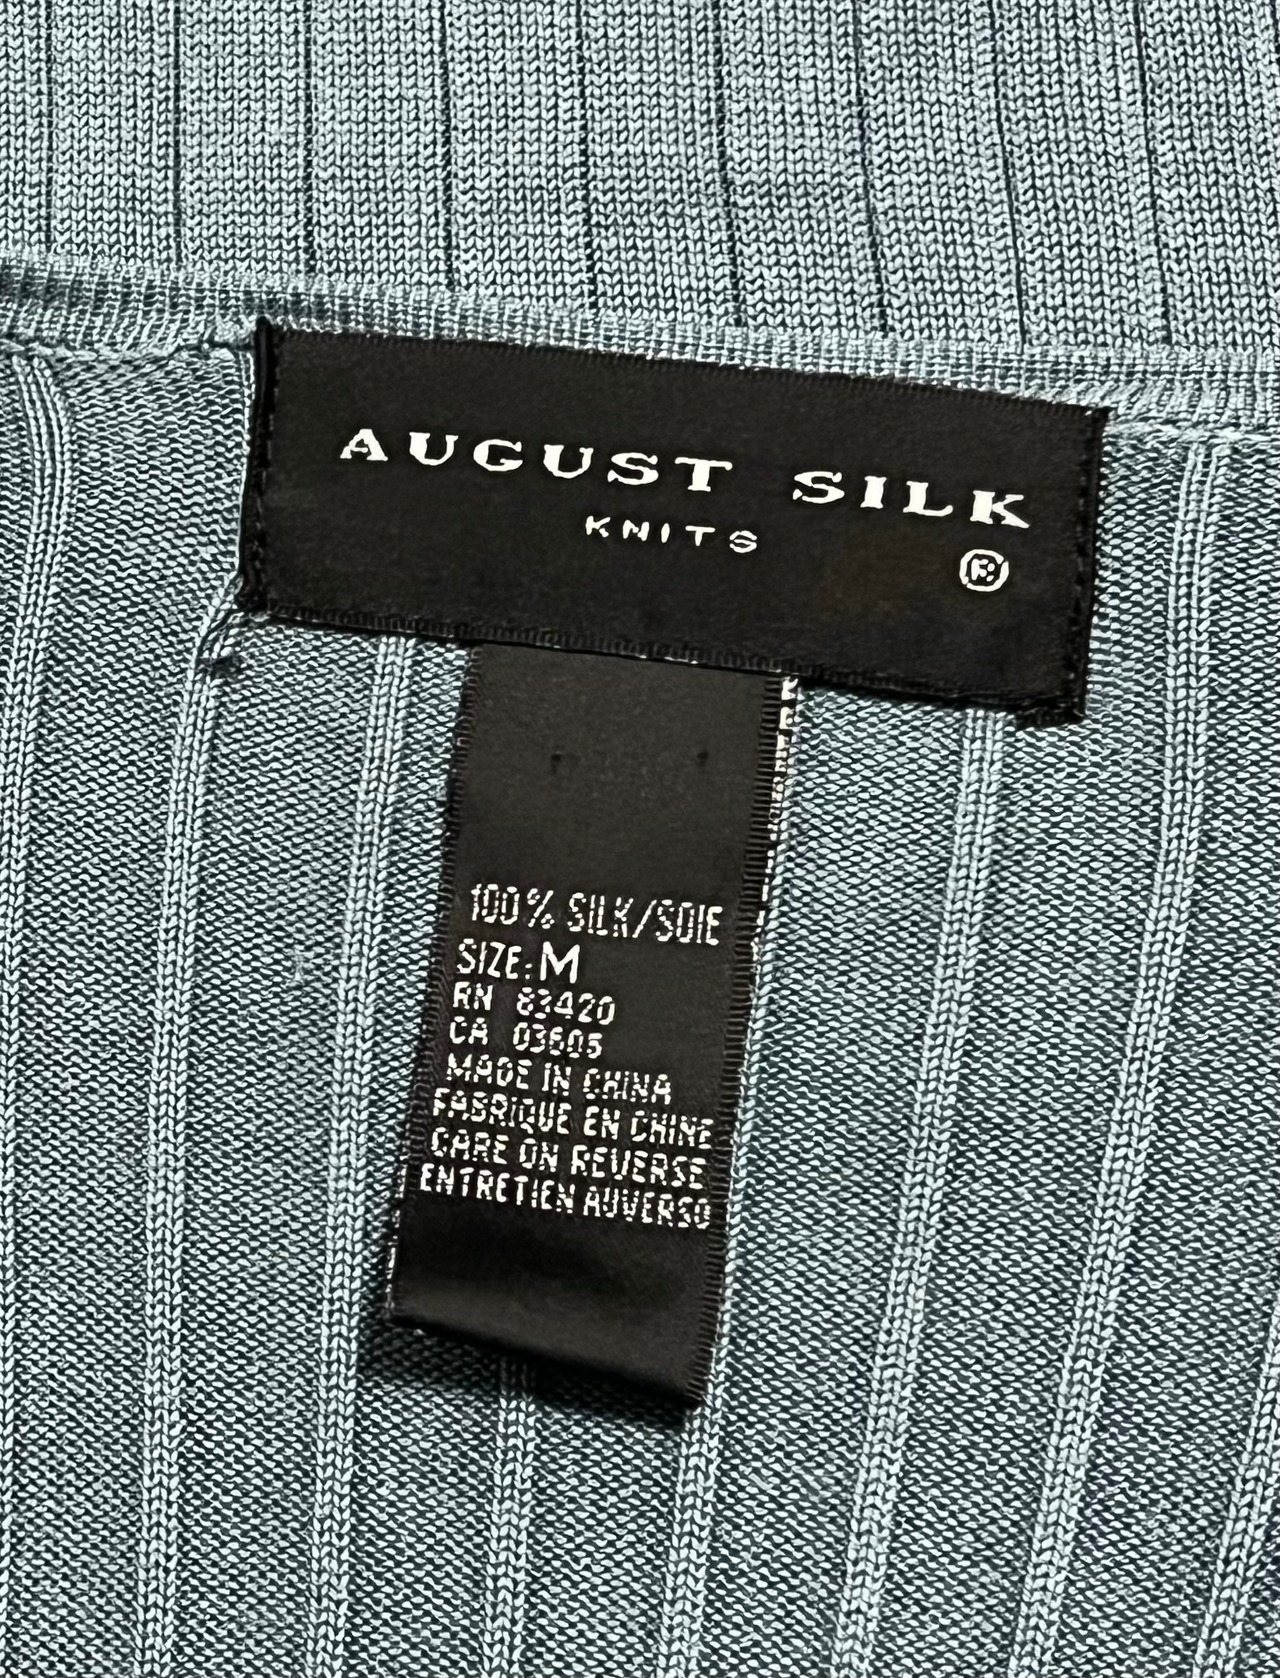 AUGUST SILK
KNITS
®
100% SILK/SOIE
SIZE: M
RN 83420
CA 03605
MADE IN CHINA
FABRIQUE EN CHINE
CARE ON REVERSE
ENTRETIEN AUVERSO